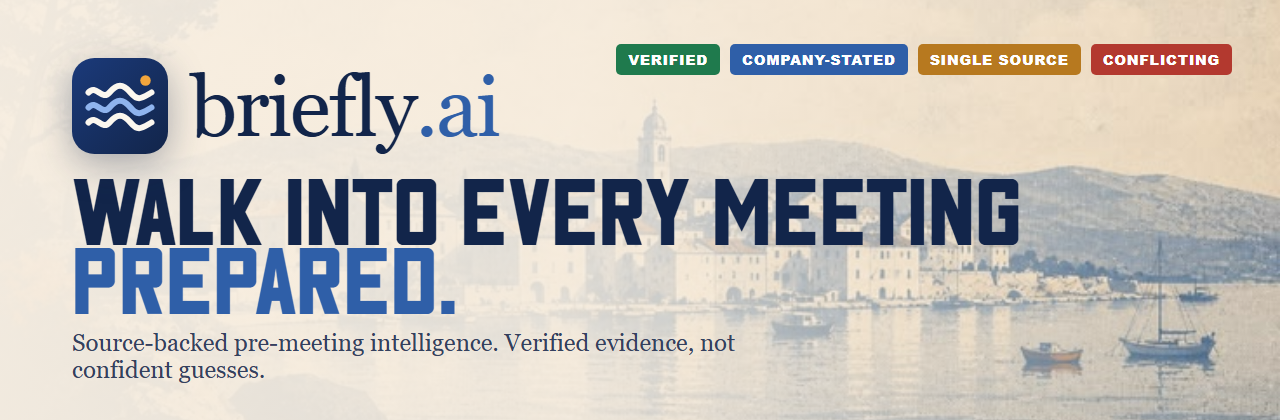 VERIFIED COMPANY-STATED SINGLE SOURCE CONFLICTING
briefly.ai
WALK INTO EVERY MEETING
PREPARED.
Source-backed pre-meeting intelligence. Verified evidence, not
confident guesses.